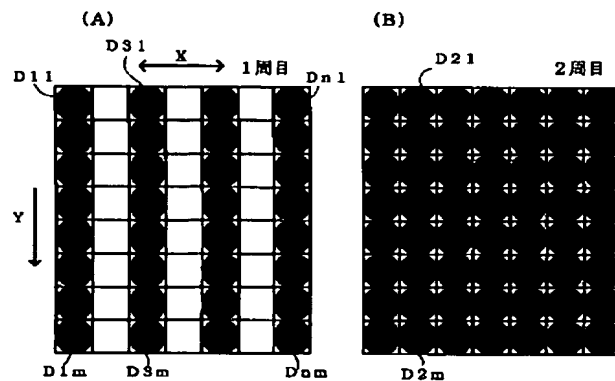 (A)
(B)
D31
X
1周目
D11
Dn1
D21
2周目
Y
D1m
D3m
Dnm
D2m